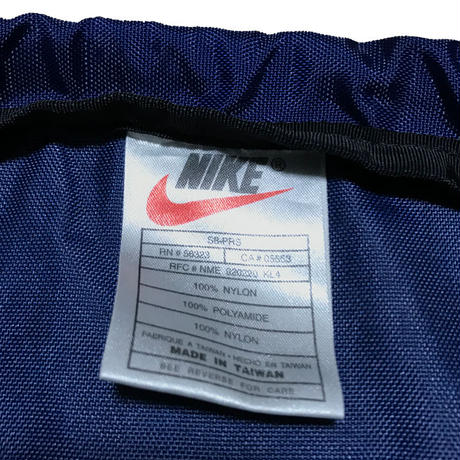 NIKE®
SB-PRS
RN # 56323 CA # 05553
RFC # NME 920220 KL4
100% NYLON
100% POLYAMIDE
100% NYLON
FABRIQUE A TAIWAN • HECHO EN TAIWAN
MADE IN TAIWAN
SEE REVERSE FOR CARE